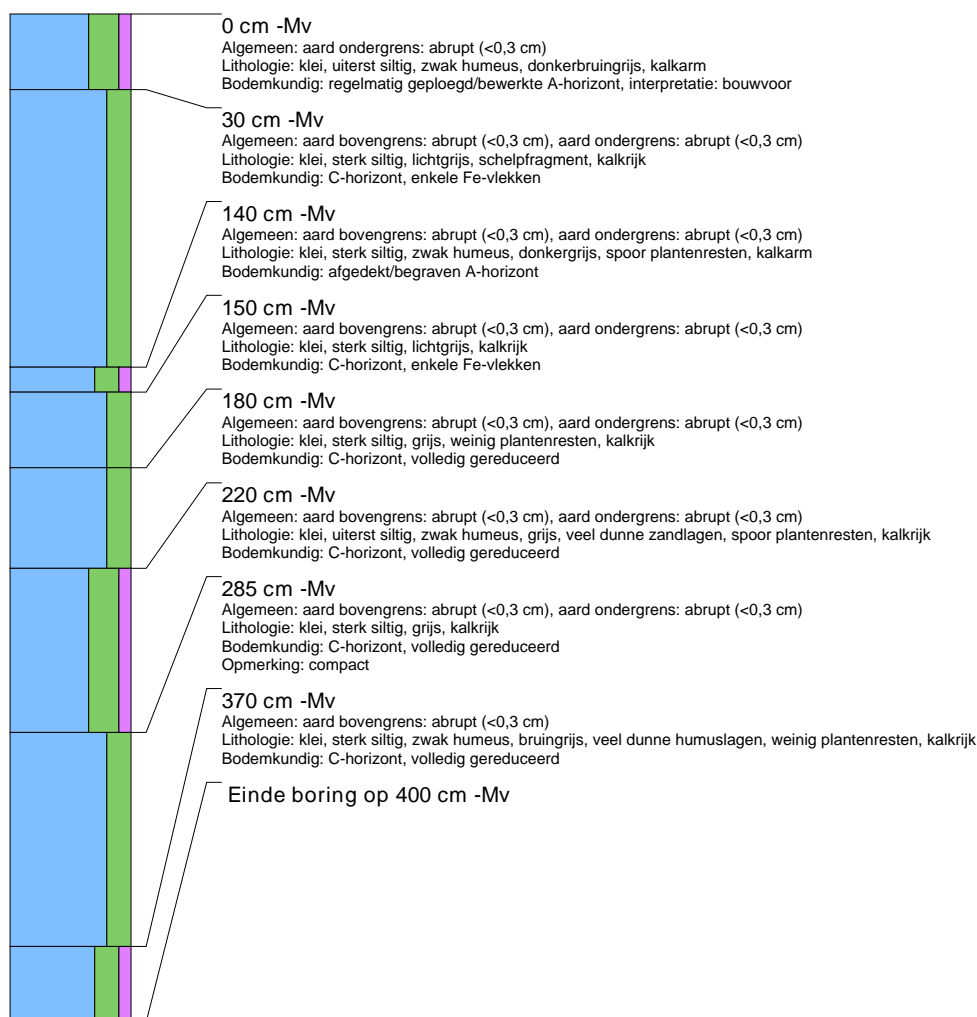 0 cm -Mv
Algemeen: aard ondergrens: abrupt (<0,3 cm)
Lithologie: klei, uiterst siltig, zwak humeus, donkerbruingrijs, kalkarm
Bodemkundig: regelmatig geploegd/bewerkte A-horizont, interpretatie: bouwvoor
30 cm -Mv
Algemeen: aard bovengrens: abrupt (<0,3 cm), aard ondergrens: abrupt (<0,3 cm)
Lithologie: klei, sterk siltig, lichtgrijs, schelpfragment, kalkrijk
Bodemkundig: C-horizont, enkele Fe-vlekken
140 cm -Mv
Algemeen: aard bovengrens: abrupt (<0,3 cm), aard ondergrens: abrupt (<0,3 cm)
Lithologie: klei, sterk siltig, zwak humeus, donkergrijs, spoor plantenresten, kalkarm
Bodemkundig: afgedekt/begraven A-horizont
150 cm -Mv
Algemeen: aard bovengrens: abrupt (<0,3 cm), aard ondergrens: abrupt (<0,3 cm)
Lithologie: klei, sterk siltig, lichtgrijs, kalkrijk
Bodemkundig: C-horizont, enkele Fe-vlekken
180 cm -Mv
Algemeen: aard bovengrens: abrupt (<0,3 cm), aard ondergrens: abrupt (<0,3 cm)
Lithologie: klei, sterk siltig, grijs, weinig plantenresten, kalkrijk
Bodemkundig: C-horizont, volledig gereduceerd
220 cm -Mv
Algemeen: aard bovengrens: abrupt (<0,3 cm), aard ondergrens: abrupt (<0,3 cm)
Lithologie: klei, uiterst siltig, zwak humeus, grijs, veel dunne zandlagen, spoor plantenresten, kalkrijk
Bodemkundig: C-horizont, volledig gereduceerd
285 cm -Mv
Algemeen: aard bovengrens: abrupt (<0,3 cm), aard ondergrens: abrupt (<0,3 cm)
Lithologie: klei, sterk siltig, grijs, kalkrijk
Bodemkundig: C-horizont, volledig gereduceerd
Opmerking: compact
370 cm -Mv
Algemeen: aard bovengrens: abrupt (<0,3 cm)
Lithologie: klei, sterk siltig, zwak humeus, bruingrijs, veel dunne humuslagen, weinig plantenresten, kalkrijk
Bodemkundig: C-horizont, volledig gereduceerd
Einde boring op 400 cm -Mv